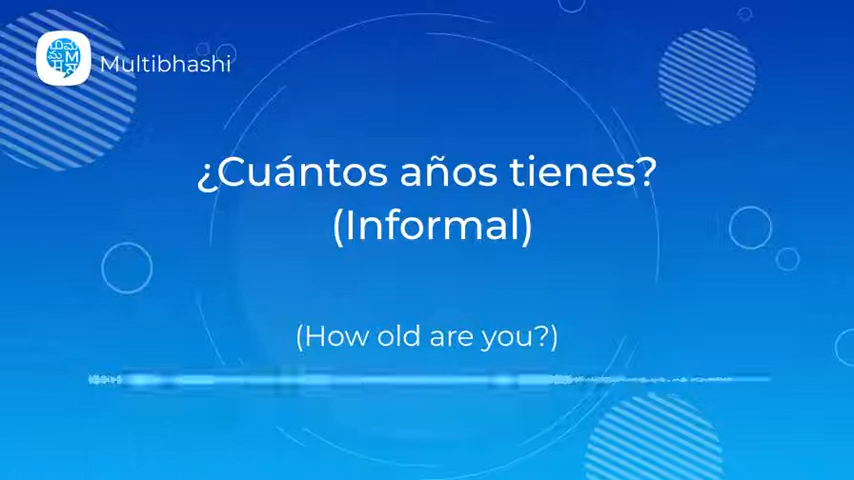 Multibhashi
¿Cuántos años tienes?
(Informal)
(How old are you?)